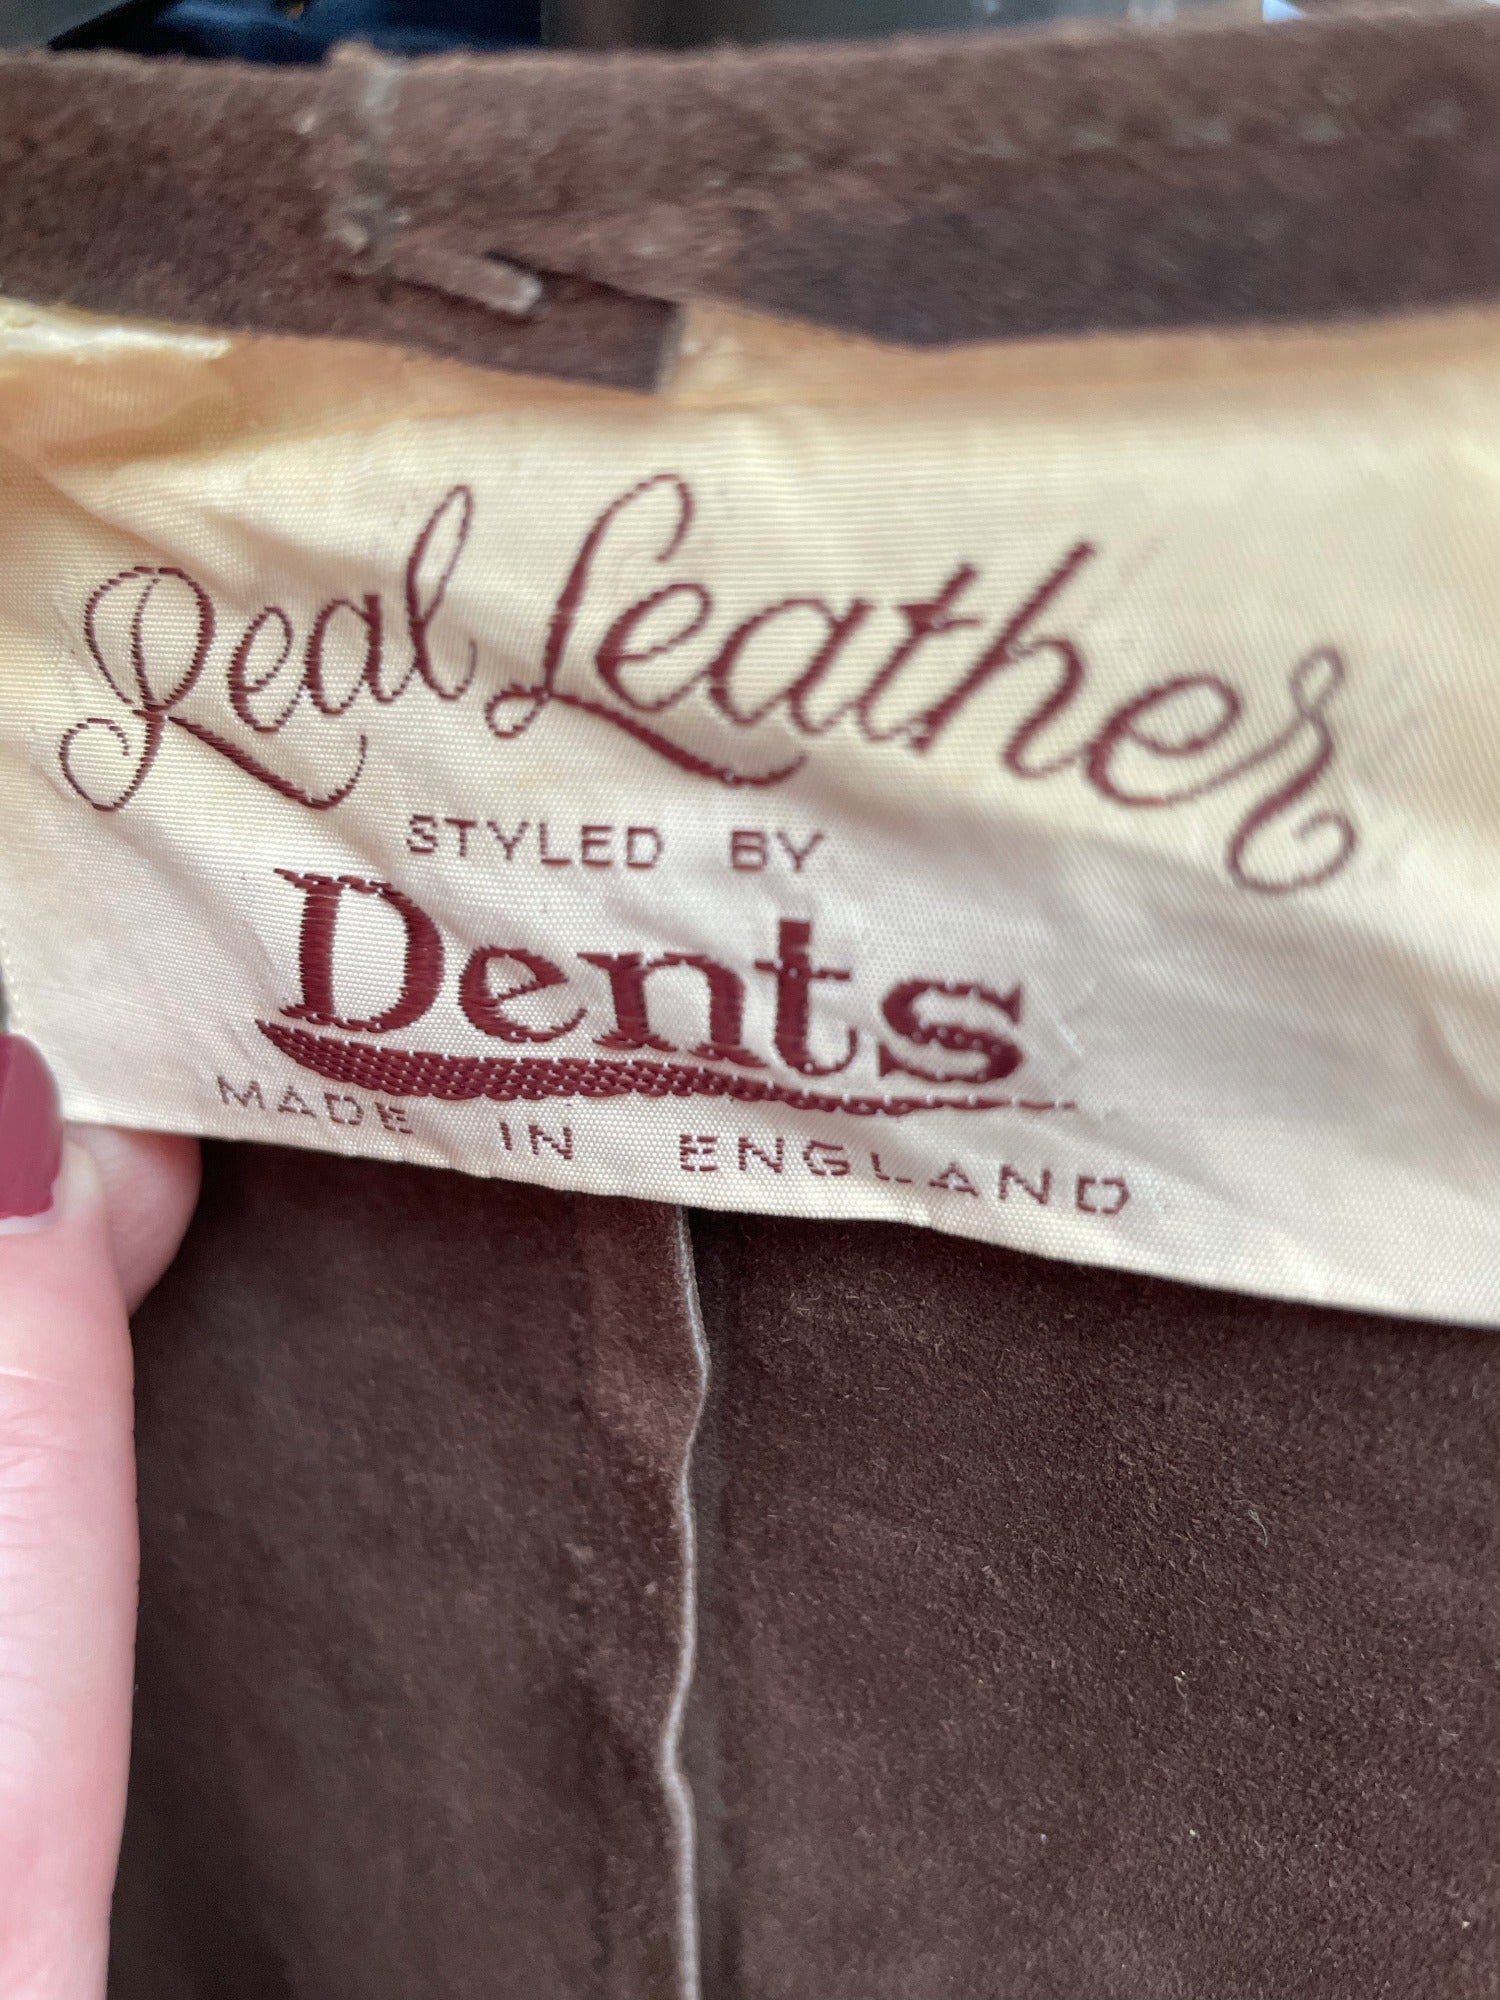 Real Leather
STYLED BY
Dents
MADE IN ENGLAND